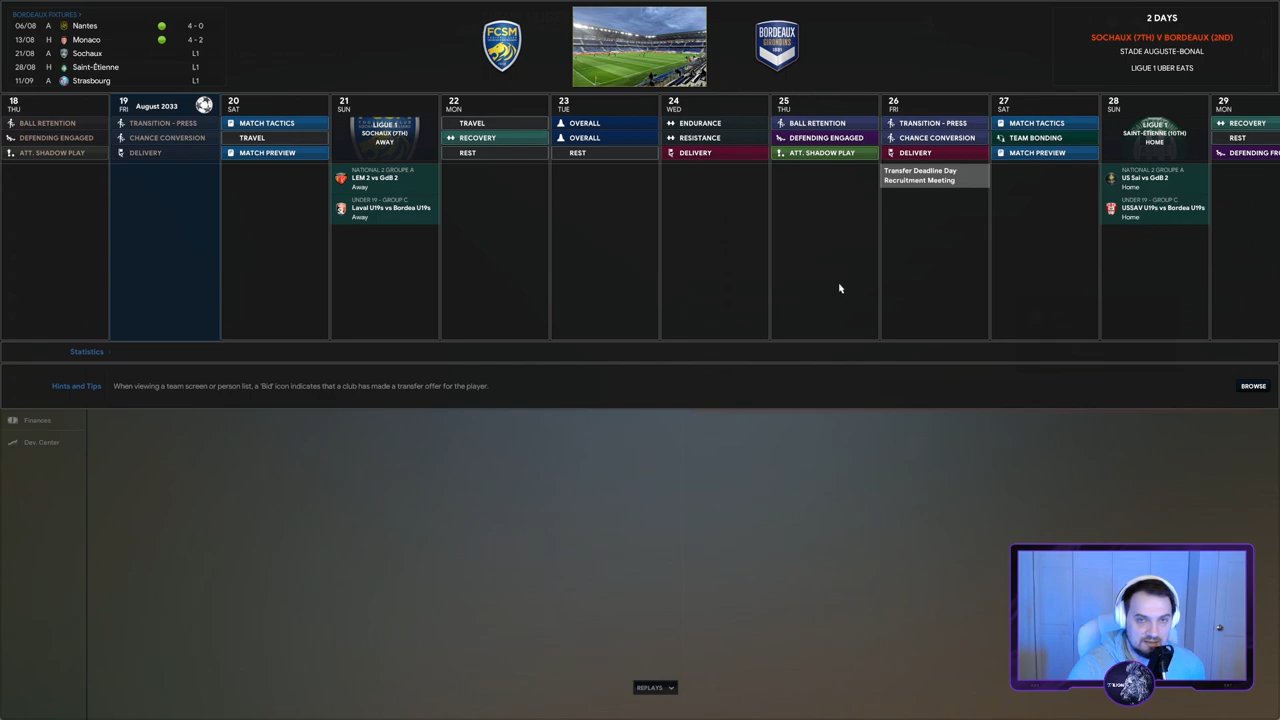 BORDEAUX FIXTURES >
06/08 A Nantes 4 - 0
13/08 H Monaco 4 - 2
21/08 A Sochaux L1
28/08 H Saint-Étienne L1
11/09 A Strasbourg L1
FCSM
BORDEAUX
GIRONDINS
1881
2 DAYS
SOCHAUX (7TH) V BORDEAUX (2ND)
STADE AUGUSTE-BONAL
LIGUE 1 UBER EATS
18
THU
BALL RETENTION
DEFENDING ENGAGED
ATT. SHADOW PLAY
19
FRI
August 2033
TRANSITION - PRESS
CHANCE CONVERSION
DELIVERY
20
SAT
MATCH TACTICS
TRAVEL
MATCH PREVIEW
21
SUN
LIGUE 1
SOCHAUX (7TH)
AWAY
NATIONAL 2 GROUPE A
LEM 2 vs GdB 2
Away
UNDER 19 - GROUP C
Laval U19s vs Bordea U19s
Away
22
MON
TRAVEL
RECOVERY
REST
23
TUE
OVERALL
OVERALL
REST
24
WED
ENDURANCE
RESISTANCE
DELIVERY
25
THU
BALL RETENTION
DEFENDING ENGAGED
ATT. SHADOW PLAY
26
FRI
TRANSITION - PRESS
CHANCE CONVERSION
DELIVERY
Transfer Deadline Day
Recruitment Meeting
27
SAT
MATCH TACTICS
TEAM BONDING
MATCH PREVIEW
28
SUN
LIGUE 1
SAINT-ÉTIENNE (10TH)
HOME
NATIONAL 2 GROUPE A
US Sai vs GdB 2
Home
UNDER 19 - GROUP C
USSAV U19s vs Bordea U19s
Home
29
MON
RECOVERY
REST
DEFENDING FRO
Statistics
Hints and Tips When viewing a team screen or person list, a 'Bid' icon indicates that a club has made a transfer offer for the player.
BROWSE
Finances
Dev. Center
REPLAYS